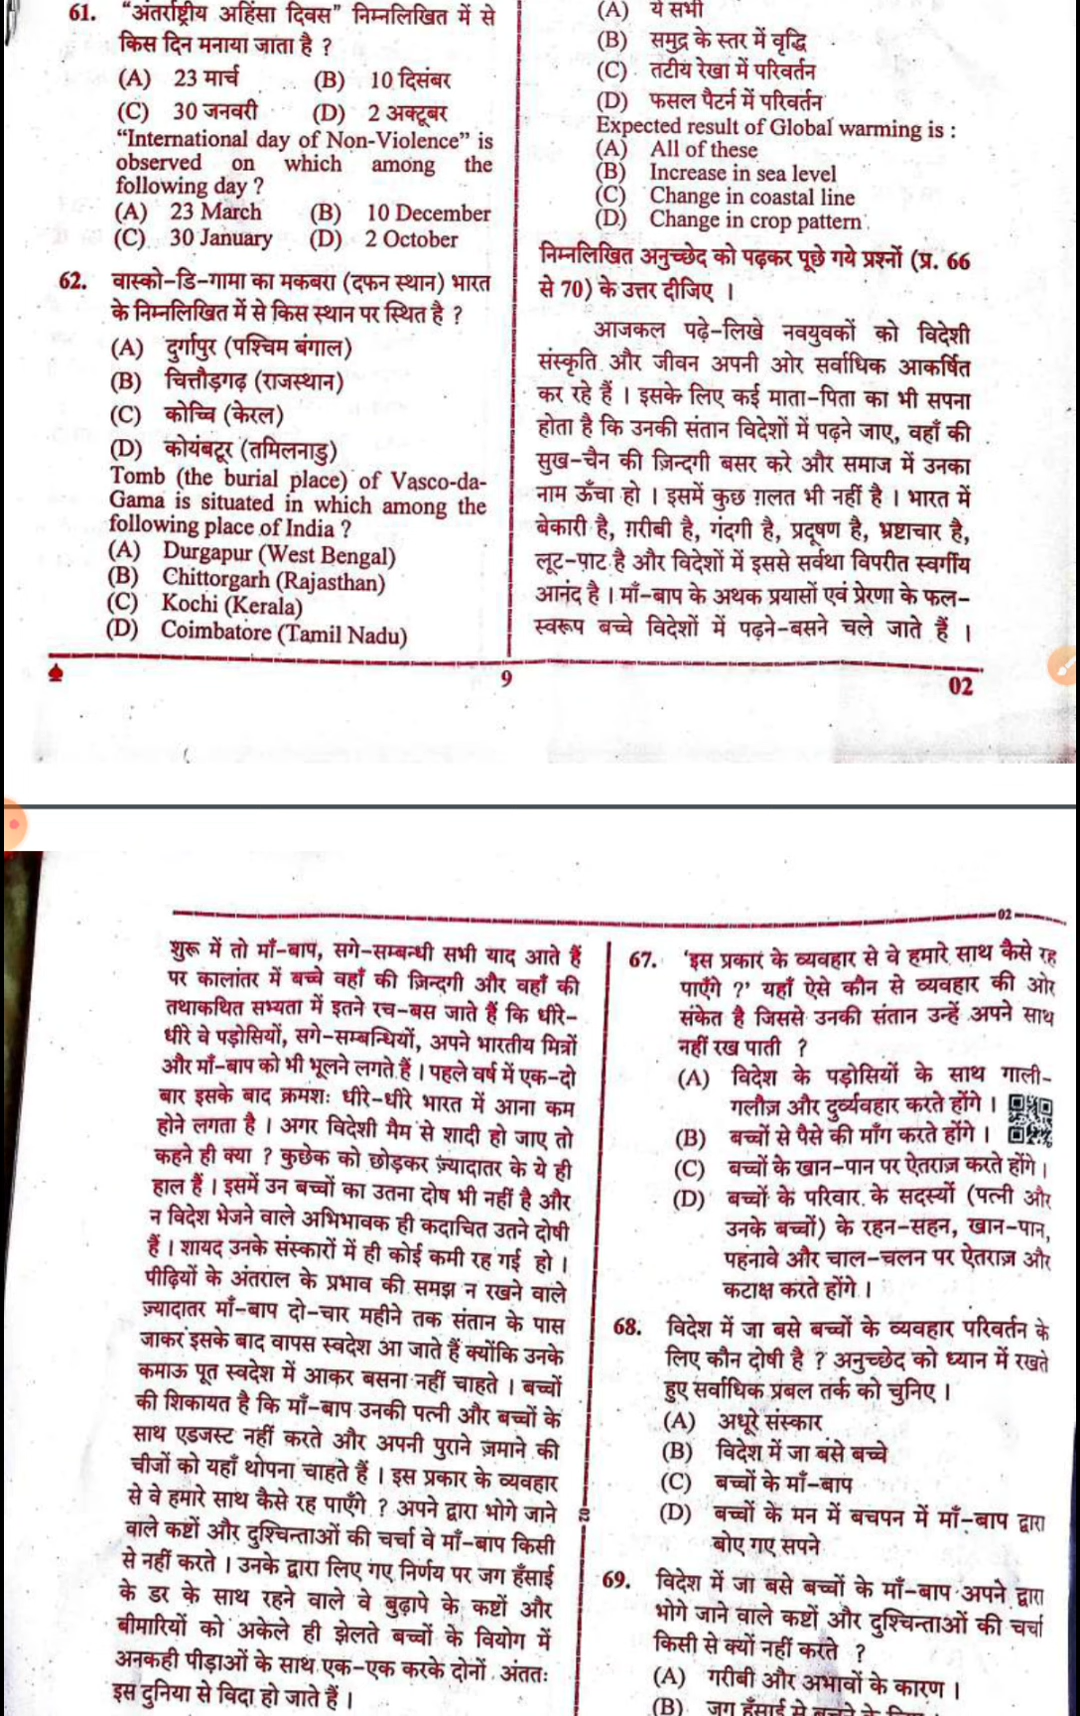 61. “अंतर्राष्ट्रीय अहिंसा दिवस” निम्नलिखित में से
किस दिन मनाया जाता है ?
(A) 23 मार्च (B) 10 दिसंबर
(C) 30 जनवरी (D) 2 अक्टूबर
“International day of Non-Violence” is
observed on which among the
following day ?
(A) 23 March (B) 10 December
(C) 30 January (D) 2 October
62. वास्को-डि-गामा का मकबरा (दफन स्थान) भारत
के निम्नलिखित में से किस स्थान पर स्थित है ?
(A) दुर्गापुर (पश्चिम बंगाल)
(B) चित्तौड़गढ़ (राजस्थान)
(C) कोच्चि (केरल)
(D) कोयंबटूर (तमिलनाडु)
Tomb (the burial place) of Vasco-da-
Gama is situated in which among the
following place of India ?
(A) Durgapur (West Bengal)
(B) Chittorgarh (Rajasthan)
(C) Kochi (Kerala)
(D) Coimbatore (Tamil Nadu)
(A) ये सभी
(B) समुद्र के स्तर में वृद्धि
(C) तटीय रेखा में परिवर्तन
(D) फसल पैटर्न में परिवर्तन
Expected result of Global warming is :
(A) All of these
(B) Increase in sea level
(C) Change in coastal line
(D) Change in crop pattern
निम्नलिखित अनुच्छेद को पढ़कर पूछे गये प्रश्नों (प्र. 66
से 70) के उत्तर दीजिए ।
आजकल पढ़े-लिखे नवयुवकों को विदेशी
संस्कृति और जीवन अपनी ओर सर्वाधिक आकर्षित
कर रहे हैं । इसके लिए कई माता-पिता का भी सपना
होता है कि उनकी संतान विदेशों में पढ़ने जाए, वहाँ की
सुख-चैन की ज़िन्दगी बसर करे और समाज में उनका
नाम ऊँचा हो । इसमें कुछ ग़लत भी नहीं है । भारत में
बेकारी है, ग़रीबी है, गंदगी है, प्रदूषण है, भ्रष्टाचार है,
लूट-पाट है और विदेशों में इससे सर्वथा विपरीत स्वर्गीय
आनंद है । माँ-बाप के अथक प्रयासों एवं प्रेरणा के फल-
स्वरूप बच्चे विदेशों में पढ़ने-बसने चले जाते हैं ।
9
02
02
शुरू में तो माँ-बाप, सगे-सम्बन्धी सभी याद आते हैं
पर कालांतर में बच्चे वहाँ की ज़िन्दगी और वहाँ की
तथाकथित सभ्यता में इतने रच-बस जाते हैं कि धीरे-
धीरे वे पड़ोसियों, सगे-सम्बन्धियों, अपने भारतीय मित्रों
और माँ-बाप को भी भूलने लगते हैं । पहले वर्ष में एक-दो
बार इसके बाद क्रमशः धीरे-धीरे भारत में आना कम
होने लगता है । अगर विदेशी मैम से शादी हो जाए तो
कहने ही क्या ? कुछेक को छोड़कर ज़्यादातर के ये ही
हाल हैं । इसमें उन बच्चों का उतना दोष भी नहीं है और
न विदेश भेजने वाले अभिभावक ही कदाचित उतने दोषी
हैं । शायद उनके संस्कारों में ही कोई कमी रह गई हो ।
पीढ़ियों के अंतराल के प्रभाव की समझ न रखने वाले
ज़्यादातर माँ-बाप दो-चार महीने तक संतान के पास
जाकर इसके बाद वापस स्वदेश आ जाते हैं क्योंकि उनके
कमाऊ पूत स्वदेश में आकर बसना नहीं चाहते । बच्चों
की शिकायत है कि माँ-बाप उनकी पत्नी और बच्चों के
साथ एडजस्ट नहीं करते और अपनी पुराने ज़माने की
चीजों को यहाँ थोपना चाहते हैं । इस प्रकार के व्यवहार
से वे हमारे साथ कैसे रह पाएँगे ? अपने द्वारा भोगे जाने
वाले कष्टों और दुश्चिन्ताओं की चर्चा वे माँ-बाप किसी
से नहीं करते । उनके द्वारा लिए गए निर्णय पर जग हँसाई
के डर के साथ रहने वाले वे बुढ़ापे के कष्टों और
बीमारियों को अकेले ही झेलते बच्चों के वियोग में
अनकही पीड़ाओं के साथ एक-एक करके दोनों अंततः
इस दुनिया से विदा हो जाते हैं ।
67. ‘इस प्रकार के व्यवहार से वे हमारे साथ कैसे रह
पाएँगे ?’ यहाँ ऐसे कौन से व्यवहार की ओर
संकेत है जिससे उनकी संतान उन्हें अपने साथ
नहीं रख पाती ?
(A) विदेश के पड़ोसियों के साथ गाली-
गलौज़ और दुर्व्यवहार करते होंगे ।
(B) बच्चों से पैसे की माँग करते होंगे ।
(C) बच्चों के खान-पान पर ऐतराज़ करते होंगे ।
(D) बच्चों के परिवार के सदस्यों (पत्नी और
उनके बच्चों) के रहन-सहन, खान-पान,
पहनावे और चाल-चलन पर ऐतराज़ और
कटाक्ष करते होंगे ।
68. विदेश में जा बसे बच्चों के व्यवहार परिवर्तन के
लिए कौन दोषी है ? अनुच्छेद को ध्यान में रखते
हुए सर्वाधिक प्रबल तर्क को चुनिए ।
(A) अधूरे संस्कार
(B) विदेश में जा बसे बच्चे
(C) बच्चों के माँ-बाप
(D) बच्चों के मन में बचपन में माँ-बाप द्वारा
बोए गए सपने
69. विदेश में जा बसे बच्चों के माँ-बाप अपने द्वारा
भोगे जाने वाले कष्टों और दुश्चिन्ताओं की चर्चा
किसी से क्यों नहीं करते ?
(A) गरीबी और अभावों के कारण ।
(B) जग हँसाई से बचने के लिए ।